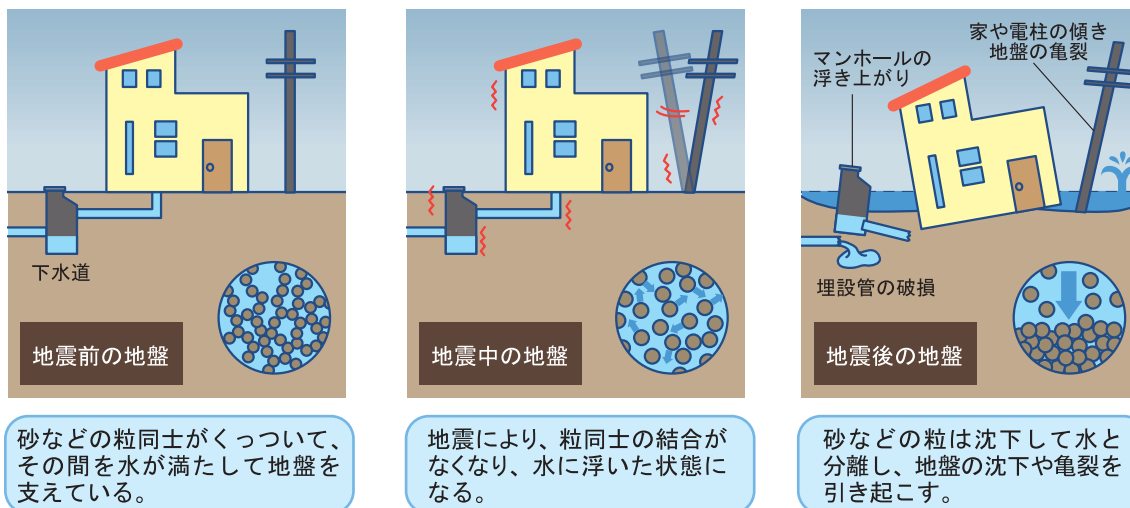 下水道
地震前の地盤
砂などの粒同士がくっついて、
その間を水が満たして地盤を
支えている。
地震中の地盤
地震により、粒同士の結合が
なくなり、水に浮いた状態に
なる。
家や電柱の傾き
地盤の亀裂
マンホールの
浮き上がり
埋設管の破損
地震後の地盤
砂などの粒は沈下して水と
分離し、地盤の沈下や亀裂を
引き起こす。